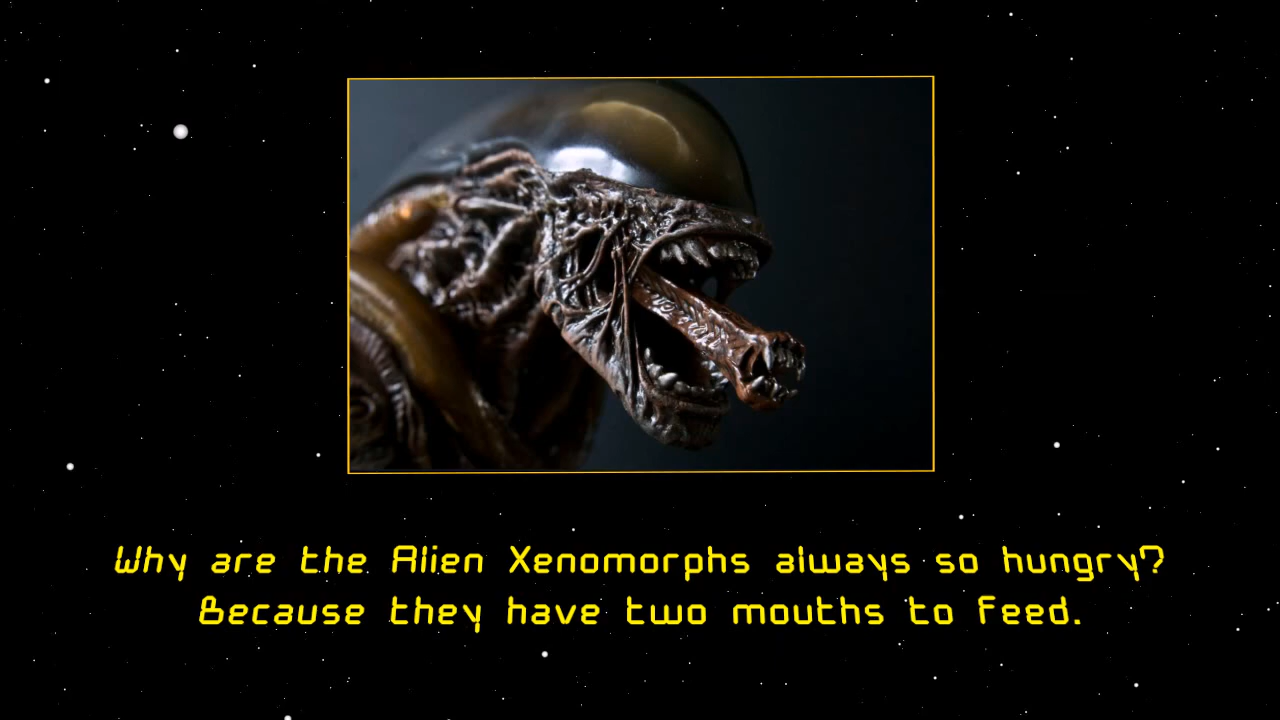 Why are the Alien Xenomorphs always so hungry?
Because they have two mouths to feed.